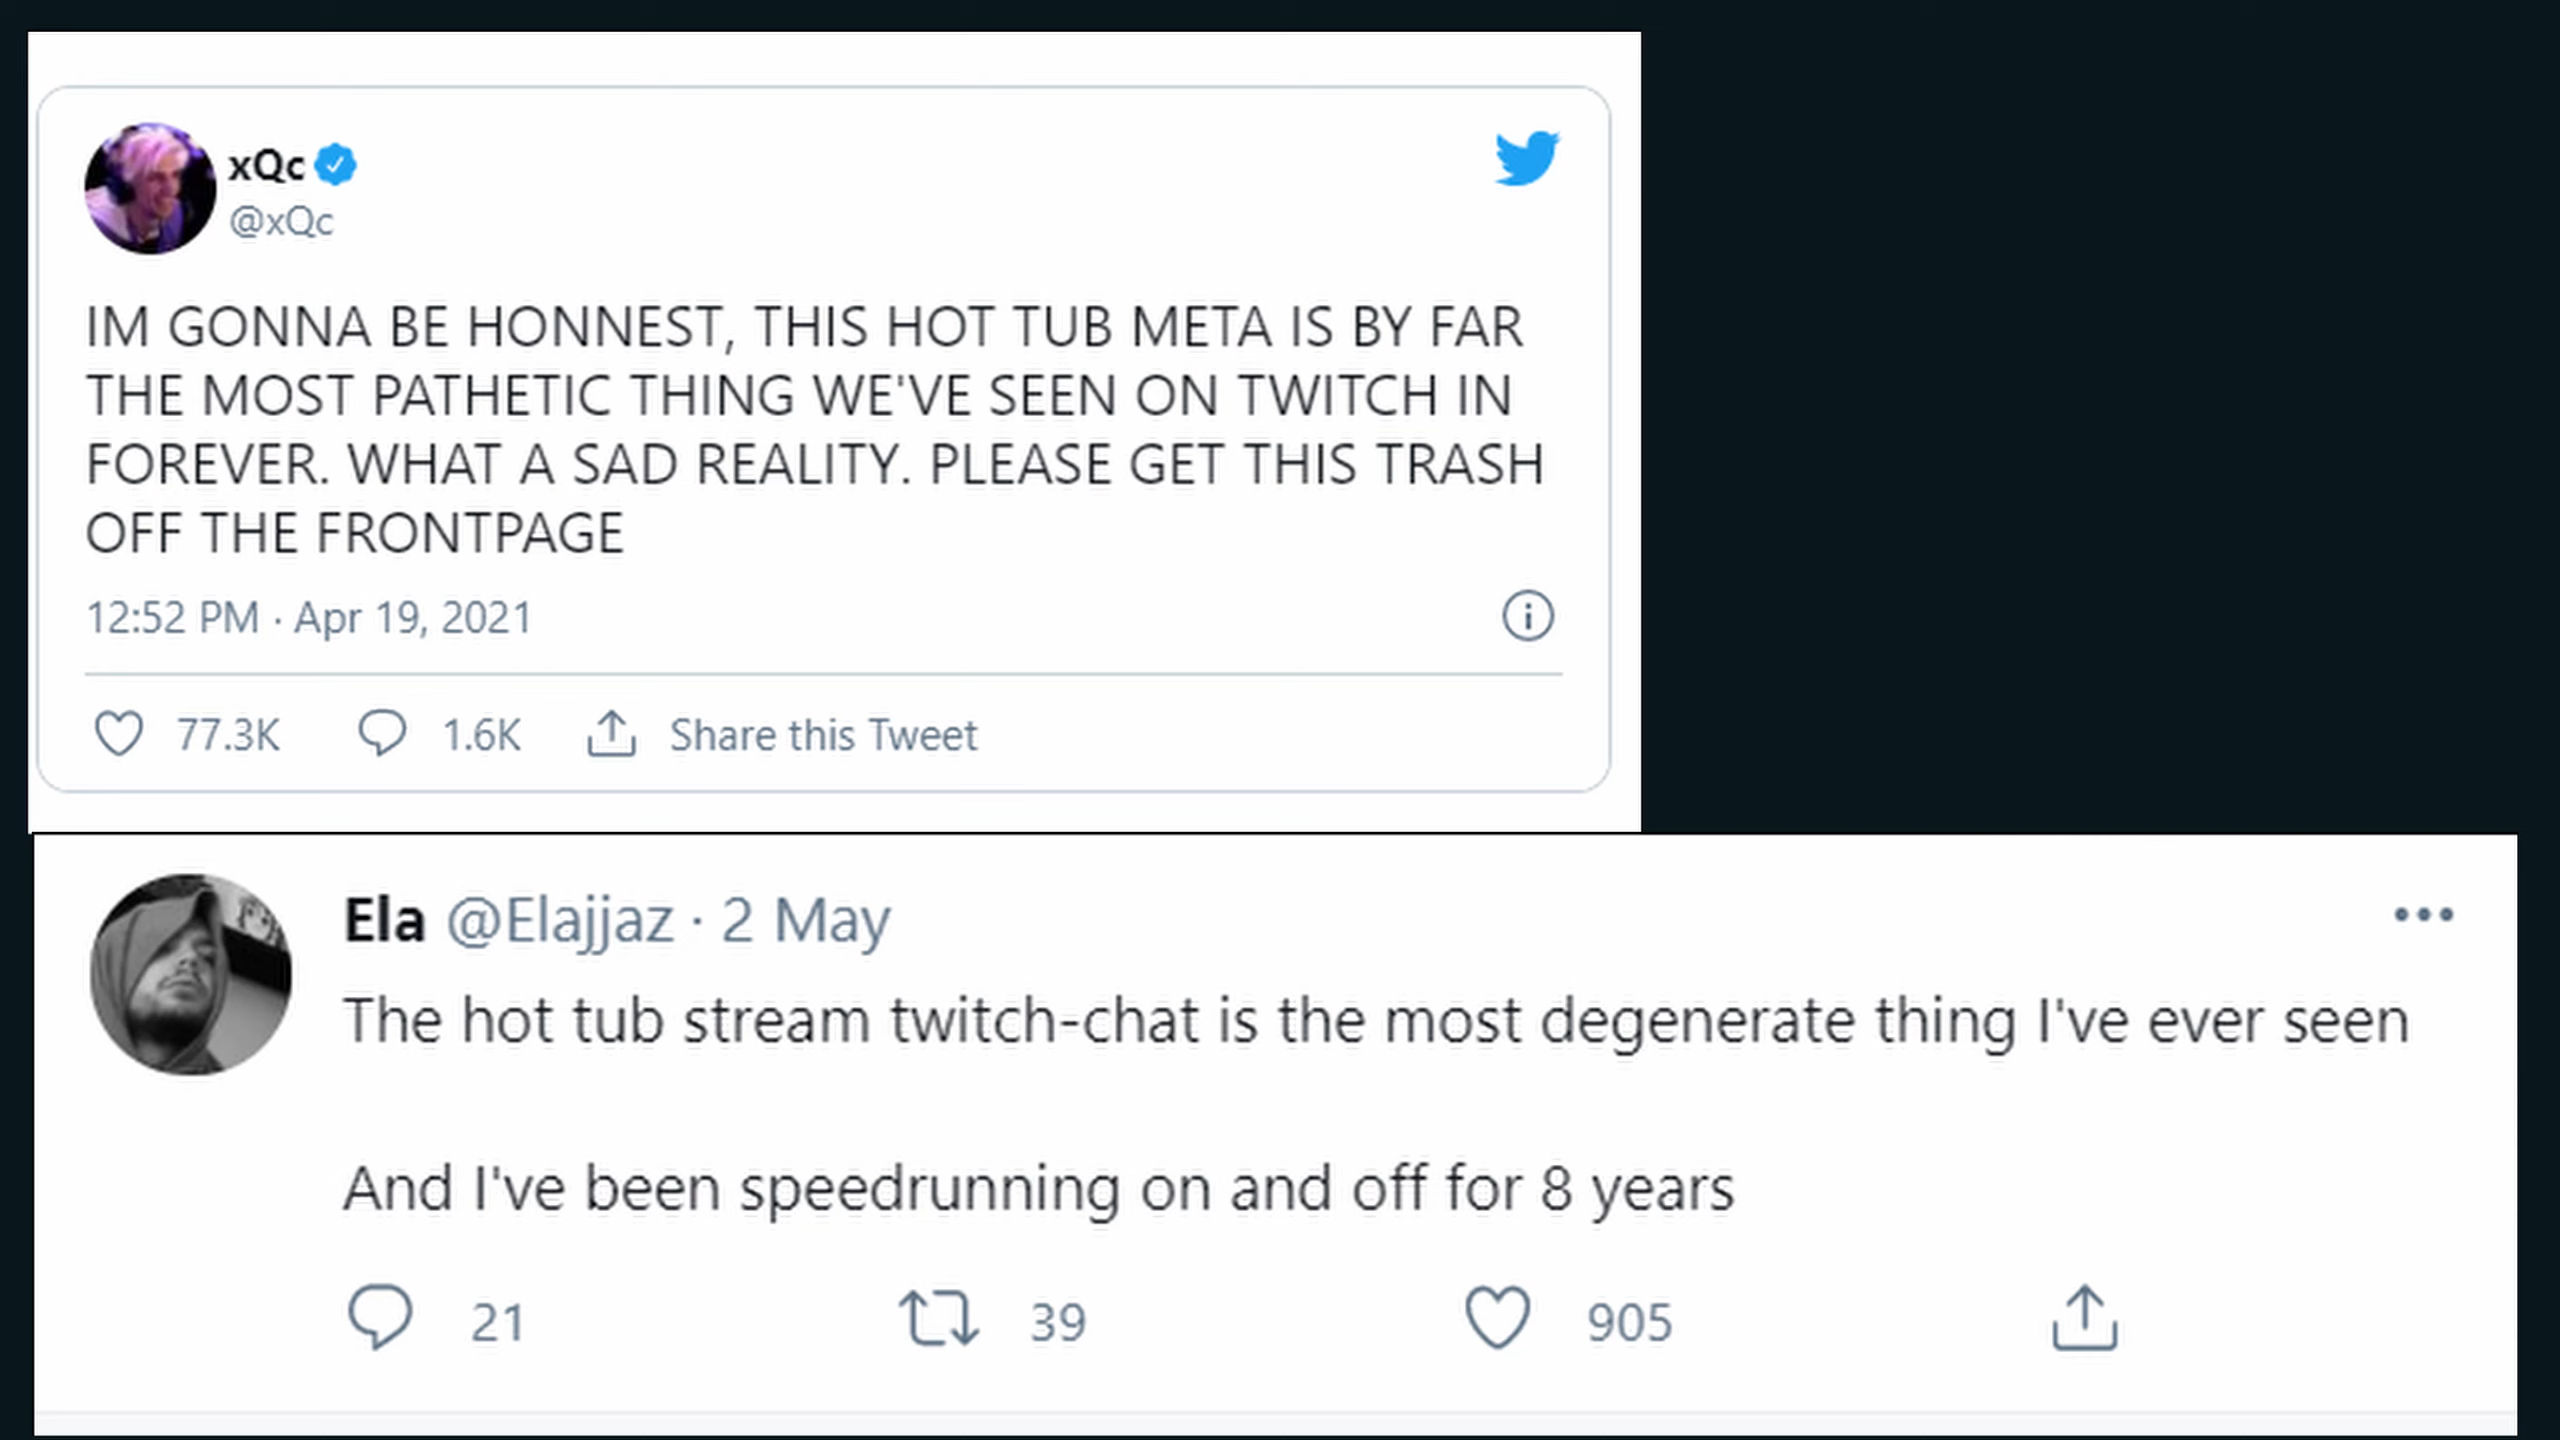 xQc
@xQc
IM GONNA BE HONNEST, THIS HOT TUB META IS BY FAR
THE MOST PATHETIC THING WE'VE SEEN ON TWITCH IN
FOREVER. WHAT A SAD REALITY. PLEASE GET THIS TRASH
OFF THE FRONTPAGE
12:52 PM · Apr 19, 2021
77.3K 1.6K Share this Tweet
Ela @Elajjaz · 2 May
The hot tub stream twitch-chat is the most degenerate thing I've ever seen
And I've been speedrunning on and off for 8 years
21 39 905